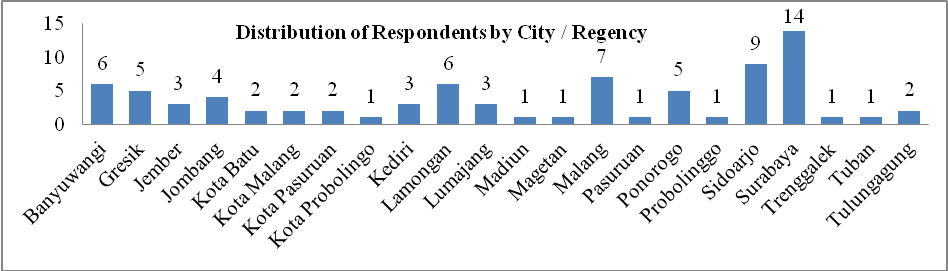 Distribution of Respondents by City / Regency
15
10
5
0
6
5
3
4
2
2
2
1
3
6
3
1
1
7
1
5
1
9
14
1
1
2
Banyuwangi
Gresik
Jember
Jombang
Kota Batu
Kota Malang
Kota Pasuruan
Kota Probolingo
Kediri
Lamongan
Lumajang
Madiun
Magetan
Malang
Pasuruan
Ponorogo
Probolinggo
Sidoarjo
Surabaya
Trenggalek
Tuban
Tulungagung